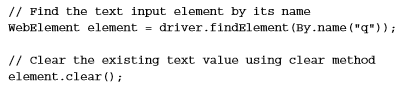 // Find the text input element by its name
WebElement element = driver.findElement(By.name("q"));
// Clear the existing text value using clear method
element.clear();